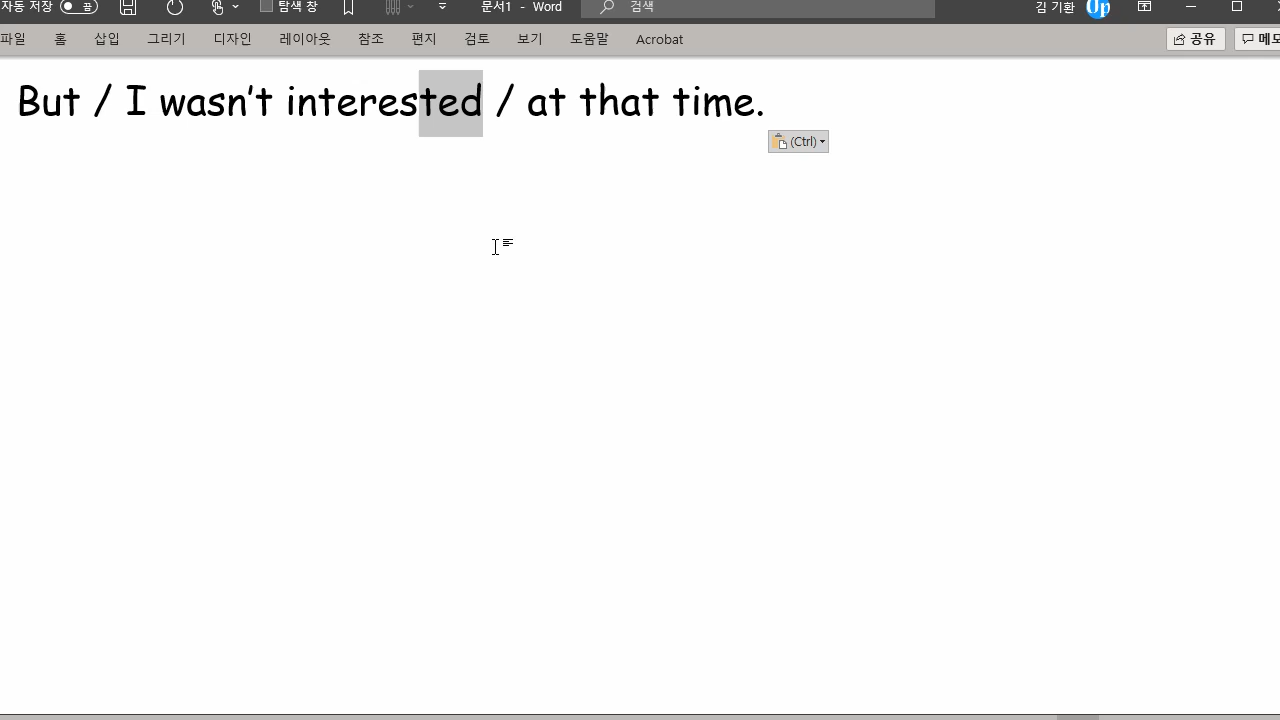 자동 저장 끔 탐색 창 문서1 - Word 검색 김 기환 Up
파일 홈 삽입 그리기 디자인 레이아웃 참조 편지 검토 보기 도움말 Acrobat 공유 메모
But / I wasn't interested / at that time.
(Ctrl)